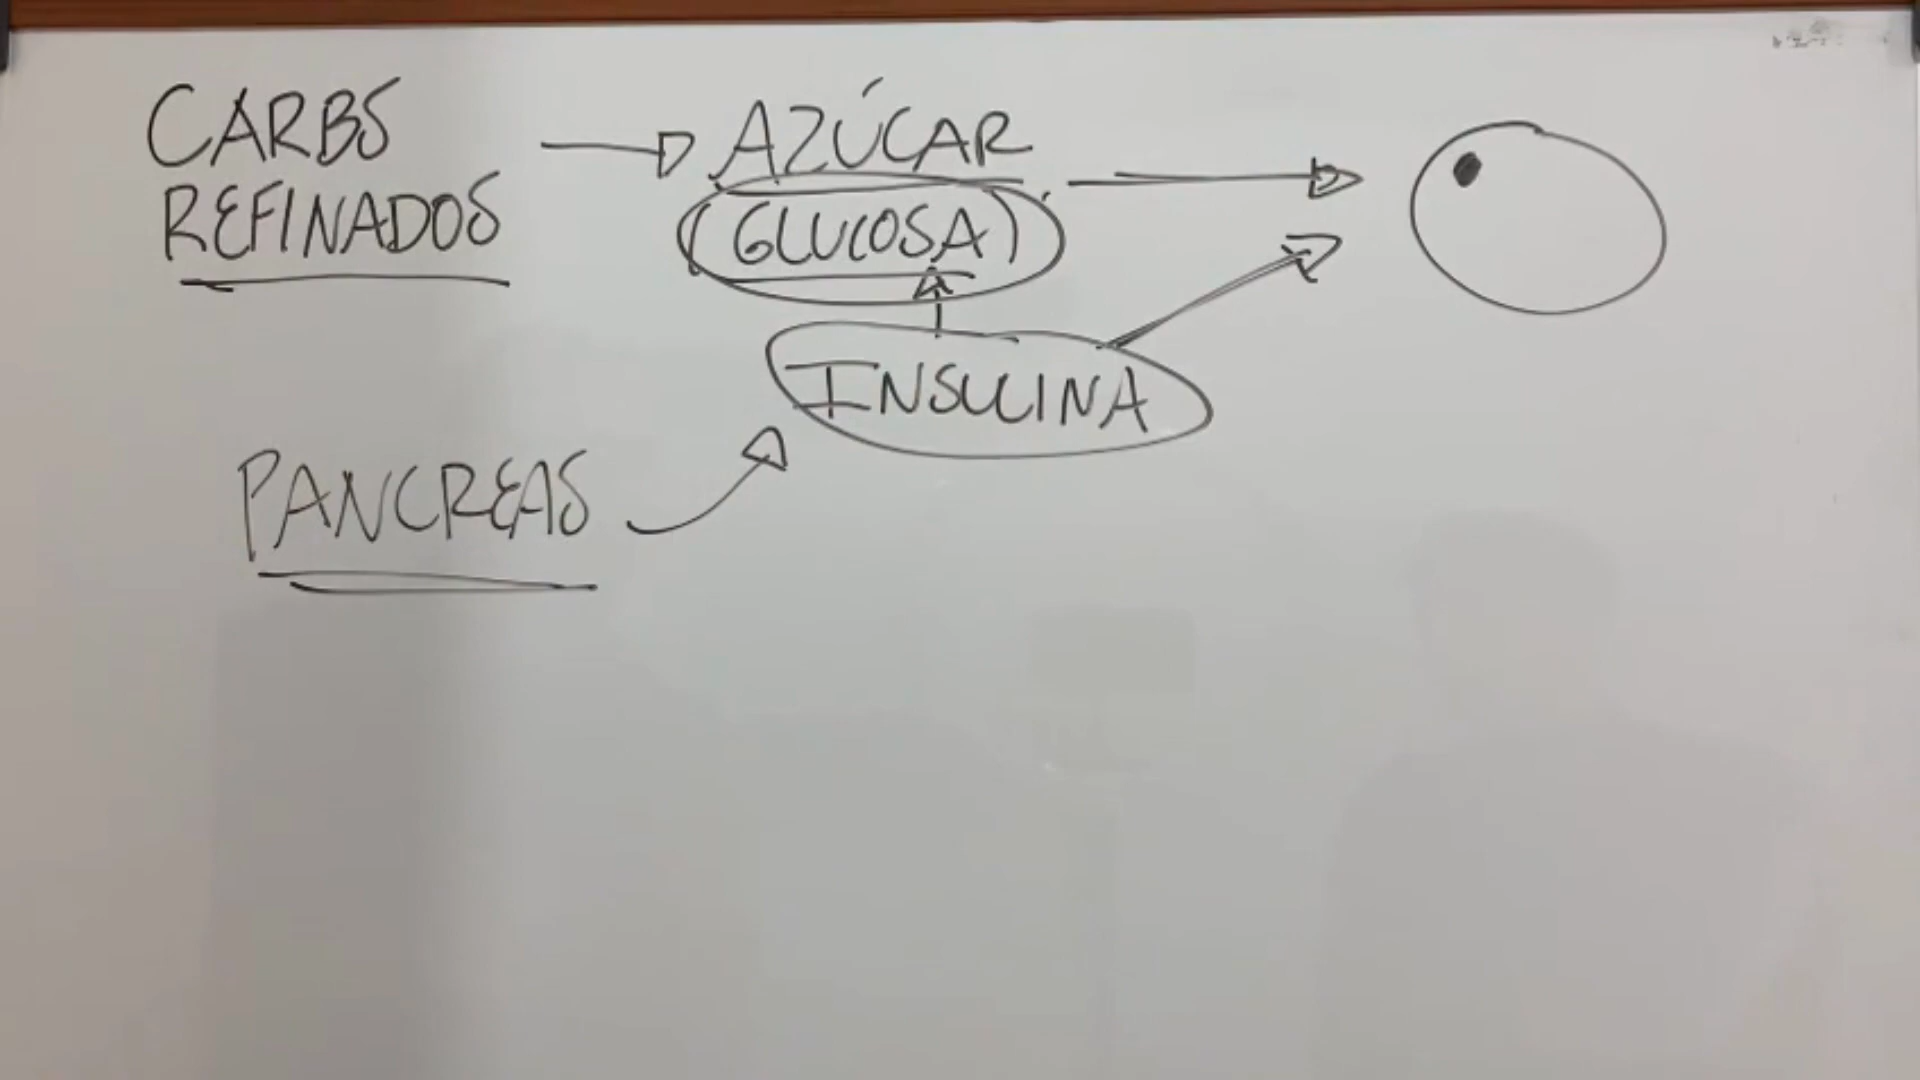 CARBS
REFINADOS
AZÚCAR
(GLUCOSA)
INSULINA
PANCREAS